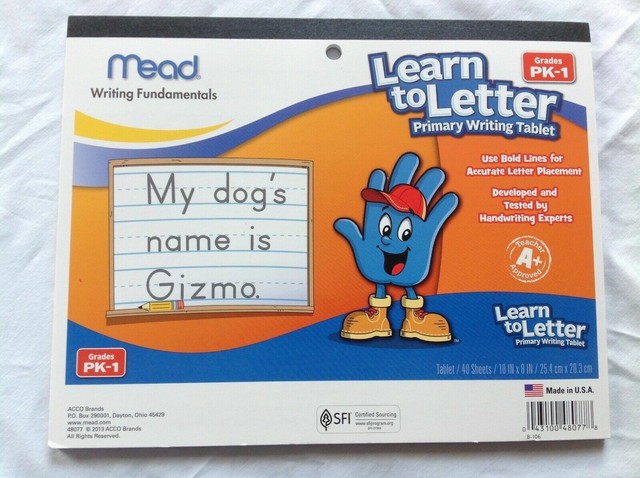 Mead
Writing Fundamentals
Learn
to Letter
Primary Writing Tablet
Grades
PK-1
Use Bold Lines for
Accurate Letter Placement
Developed and
Tested by
Handwriting Experts
Teacher
A+
Approved
My dog's
name is
Gizmo.
Learn
to Letter
Primary Writing Tablet
Grades
PK-1
Tablet / 40 Sheets / 10 IN x 8 IN / 25.4 cm x 20.3 cm
Made in U.S.A.
ACCO Brands
P.O. Box 290001, Dayton, Ohio 45429
www.mead.com
48077 © 2013 ACCO Brands
All Rights Reserved.
SFI
Certified Sourcing
www.sfiprogram.org
0 43100 48077 8